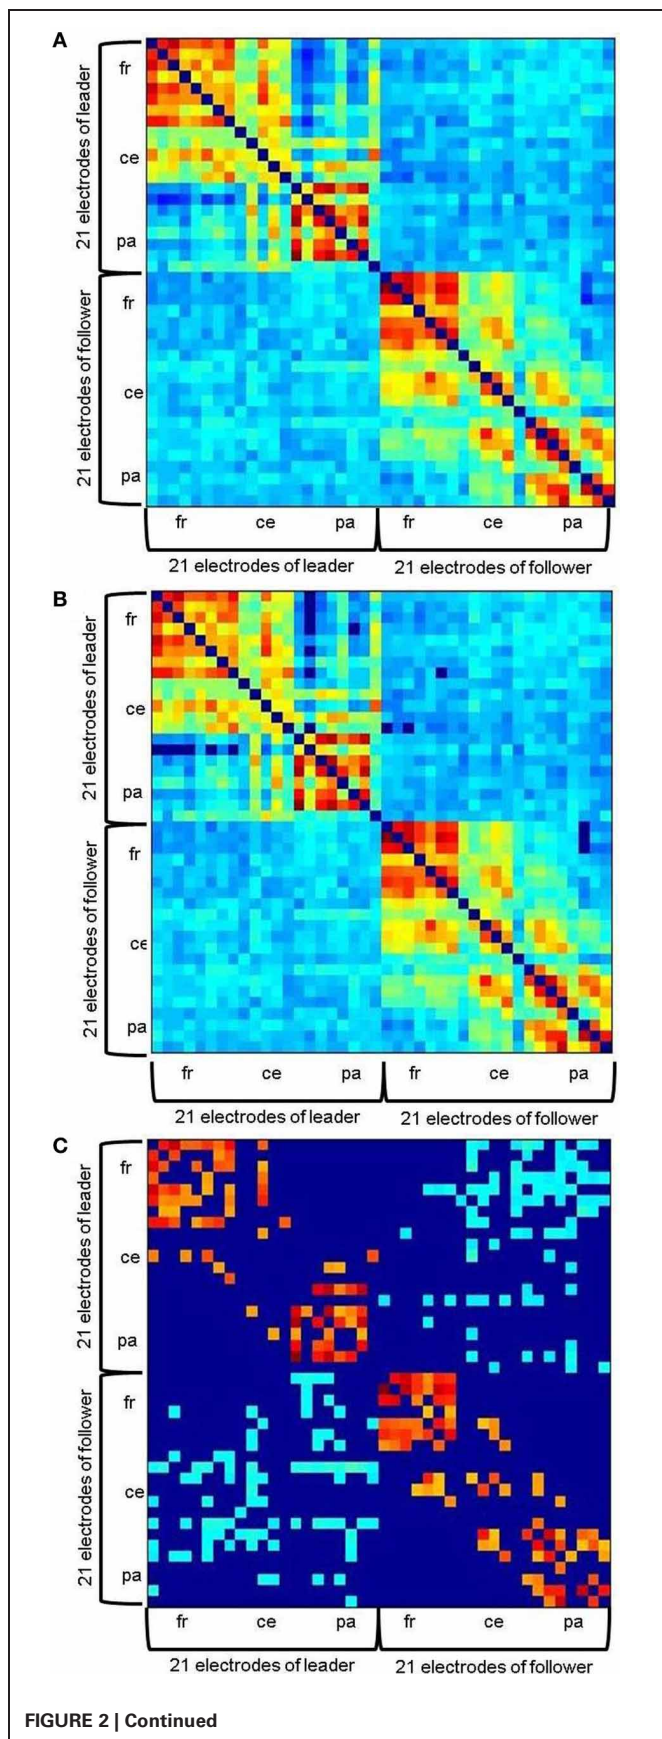 A
21 electrodes of leader
fr
ce
pa
21 electrodes of follower
fr
ce
pa
fr ce pa fr ce pa
21 electrodes of leader 21 electrodes of follower
B
21 electrodes of leader
fr
ce
pa
21 electrodes of follower
fr
ce
pa
fr ce pa fr ce pa
21 electrodes of leader 21 electrodes of follower
C
21 electrodes of leader
fr
ce
pa
21 electrodes of follower
fr
ce
pa
fr ce pa fr ce pa
21 electrodes of leader 21 electrodes of follower
FIGURE 2 | Continued